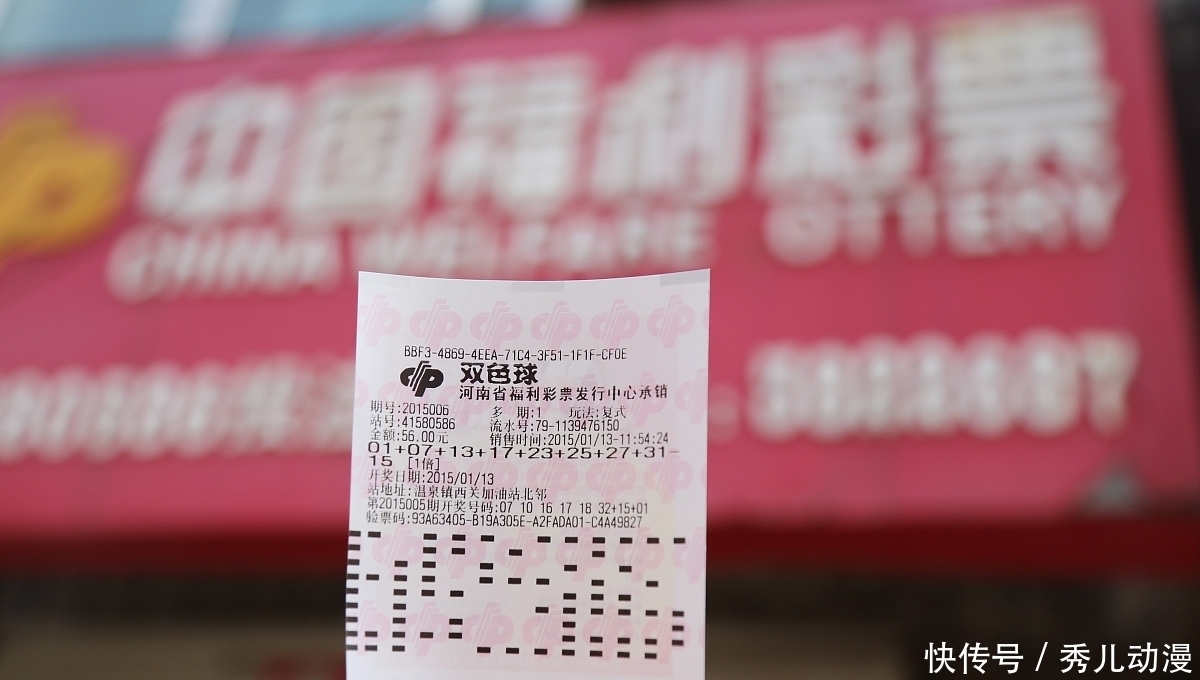 中国福利彩票
CHINA WELFARE LOTTERY
BBF3-4869-4EEA-71C4-3F51-1F1F-CF0E
双色球
河南省福利彩票发行中心承销
期号:2015006 多 期:1 玩法:复式
站号:41580586 流水号:79-1139476150
金额:56.00元 销售时间:2015/01/13-11:54:24
01+07+13+17+23+25+27+31-
15 [1倍]
开奖日期:2015/01/13
站地址:温泉镇西关加油站北邻
第2015005期开奖号码:07 10 16 17 18 32+15+01
验票码:93A63405-B19A305E-A2FADA01-C4A49827
快传号 / 秀儿动漫